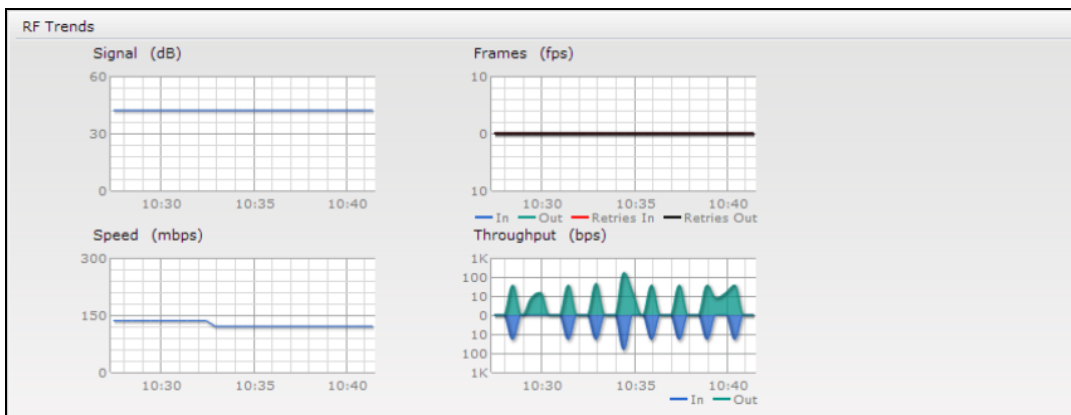 RF Trends
Signal (dB)
60
30
0
10:30 10:35 10:40
Frames (fps)
10
0
10
10:30 10:35 10:40
In Out Retries In Retries Out
Speed (mbps)
300
150
0
10:30 10:35 10:40
Throughput (bps)
1K
100
10
0
10
100
1K
10:30 10:35 10:40
In Out